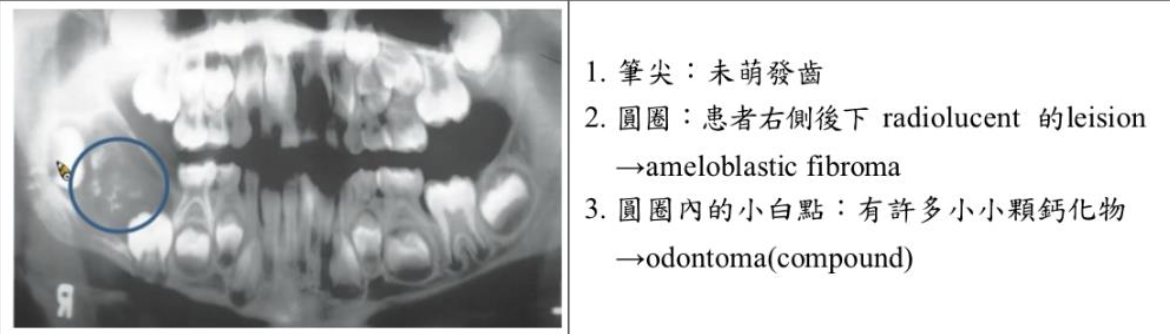 R
1. 筆尖：未萌發齒
2. 圓圈：患者右側後下 radiolucent 的leision
→ameloblastic fibroma
3. 圓圈內的小白點：有許多小小顆鈣化物
→odontoma(compound)